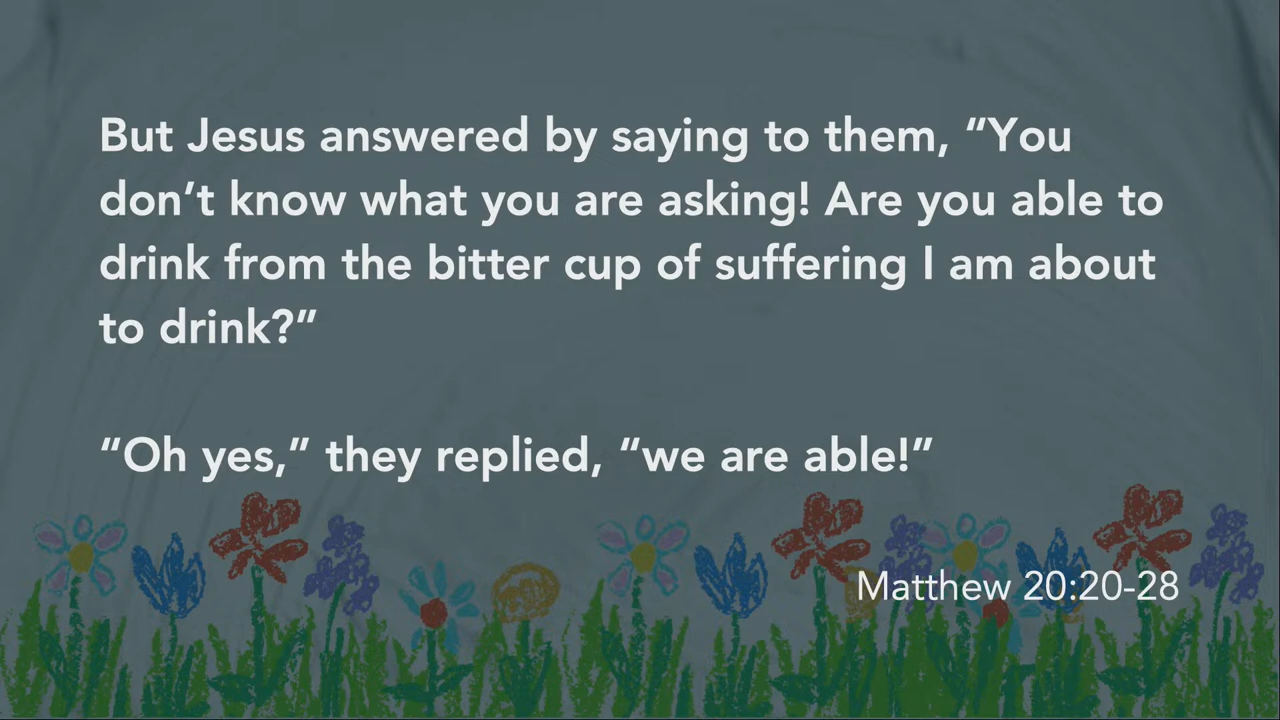 But Jesus answered by saying to them, “You
don’t know what you are asking! Are you able to
drink from the bitter cup of suffering I am about
to drink?”
“Oh yes,” they replied, “we are able!”
Matthew 20:20-28